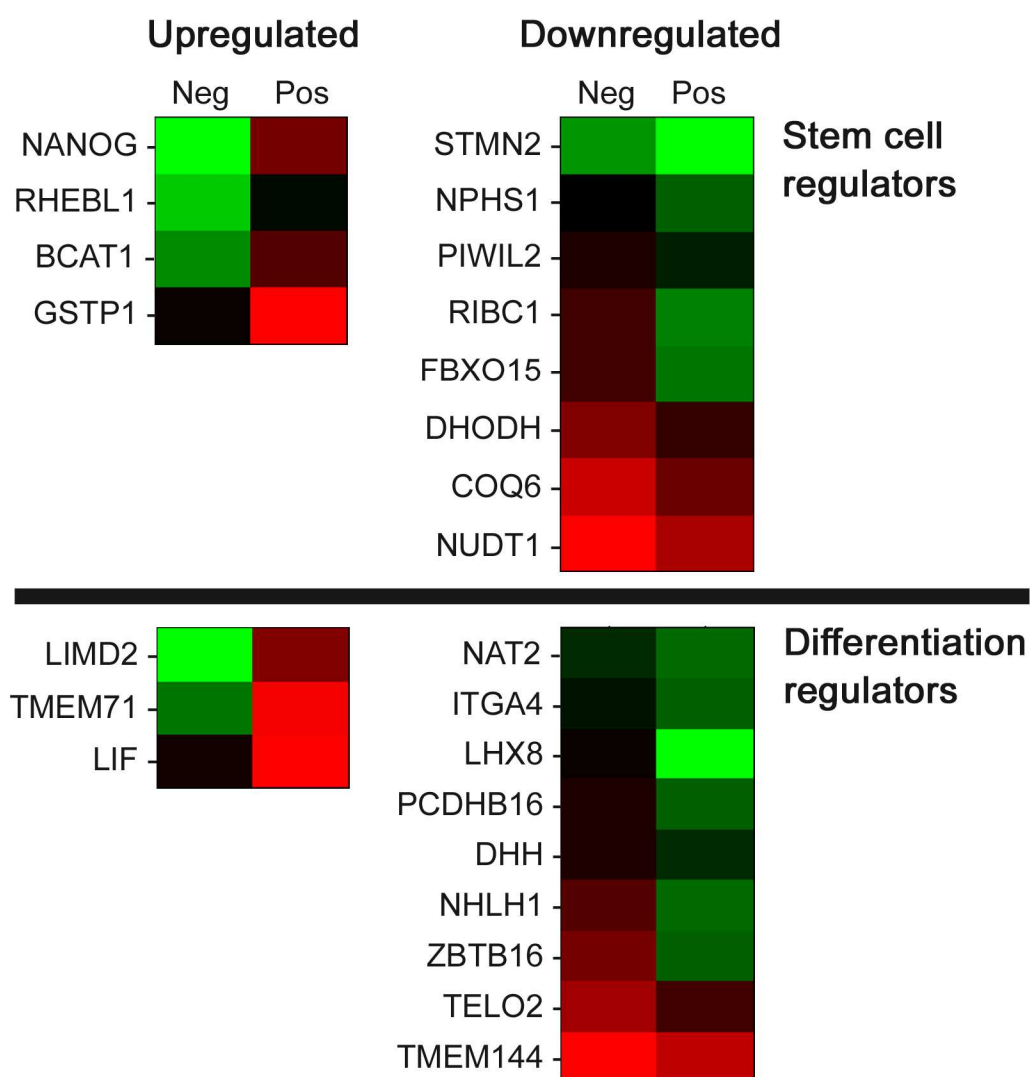 Upregulated
Downregulated
Neg Pos
Neg Pos
NANOG
RHEBL1
BCAT1
GSTP1
STMN2
NPHS1
PIWIL2
RIBC1
FBXO15
DHODH
COQ6
NUDT1
Stem cell
regulators
LIMD2
TMEM71
LIF
NAT2
ITGA4
LHX8
PCDHB16
DHH
NHLH1
ZBTB16
TELO2
TMEM144
Differentiation
regulators